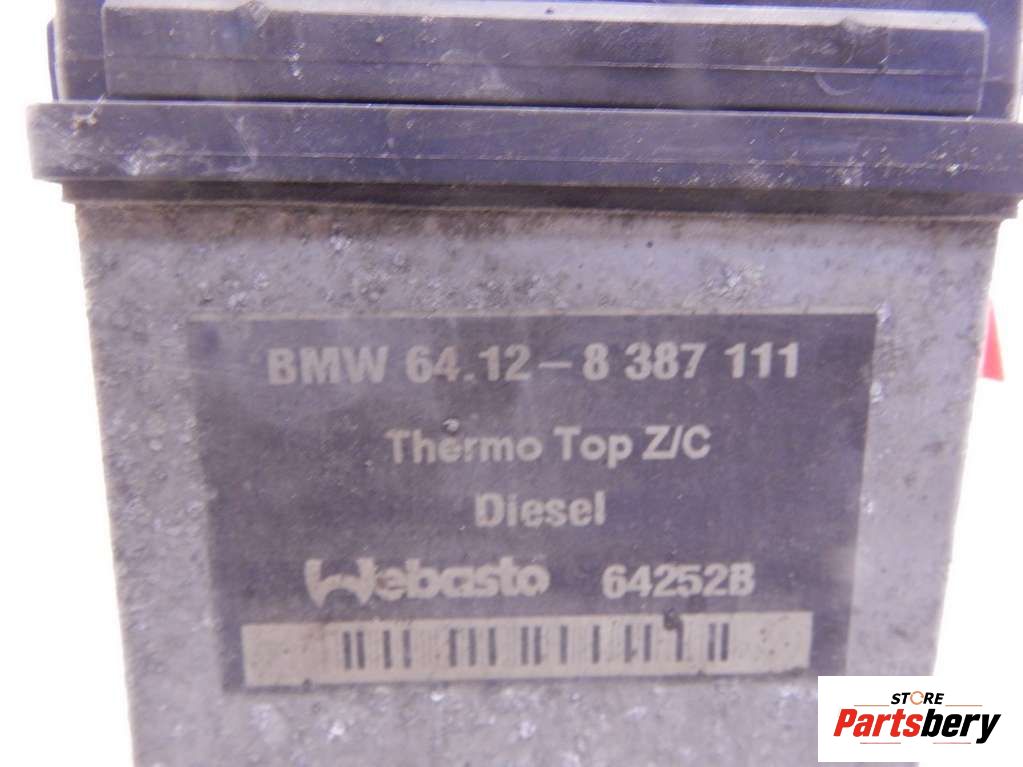 BMW 64.12-8 387 111
Thermo Top Z/C
Diesel
Webasto 64252B
STORE
Partsbery